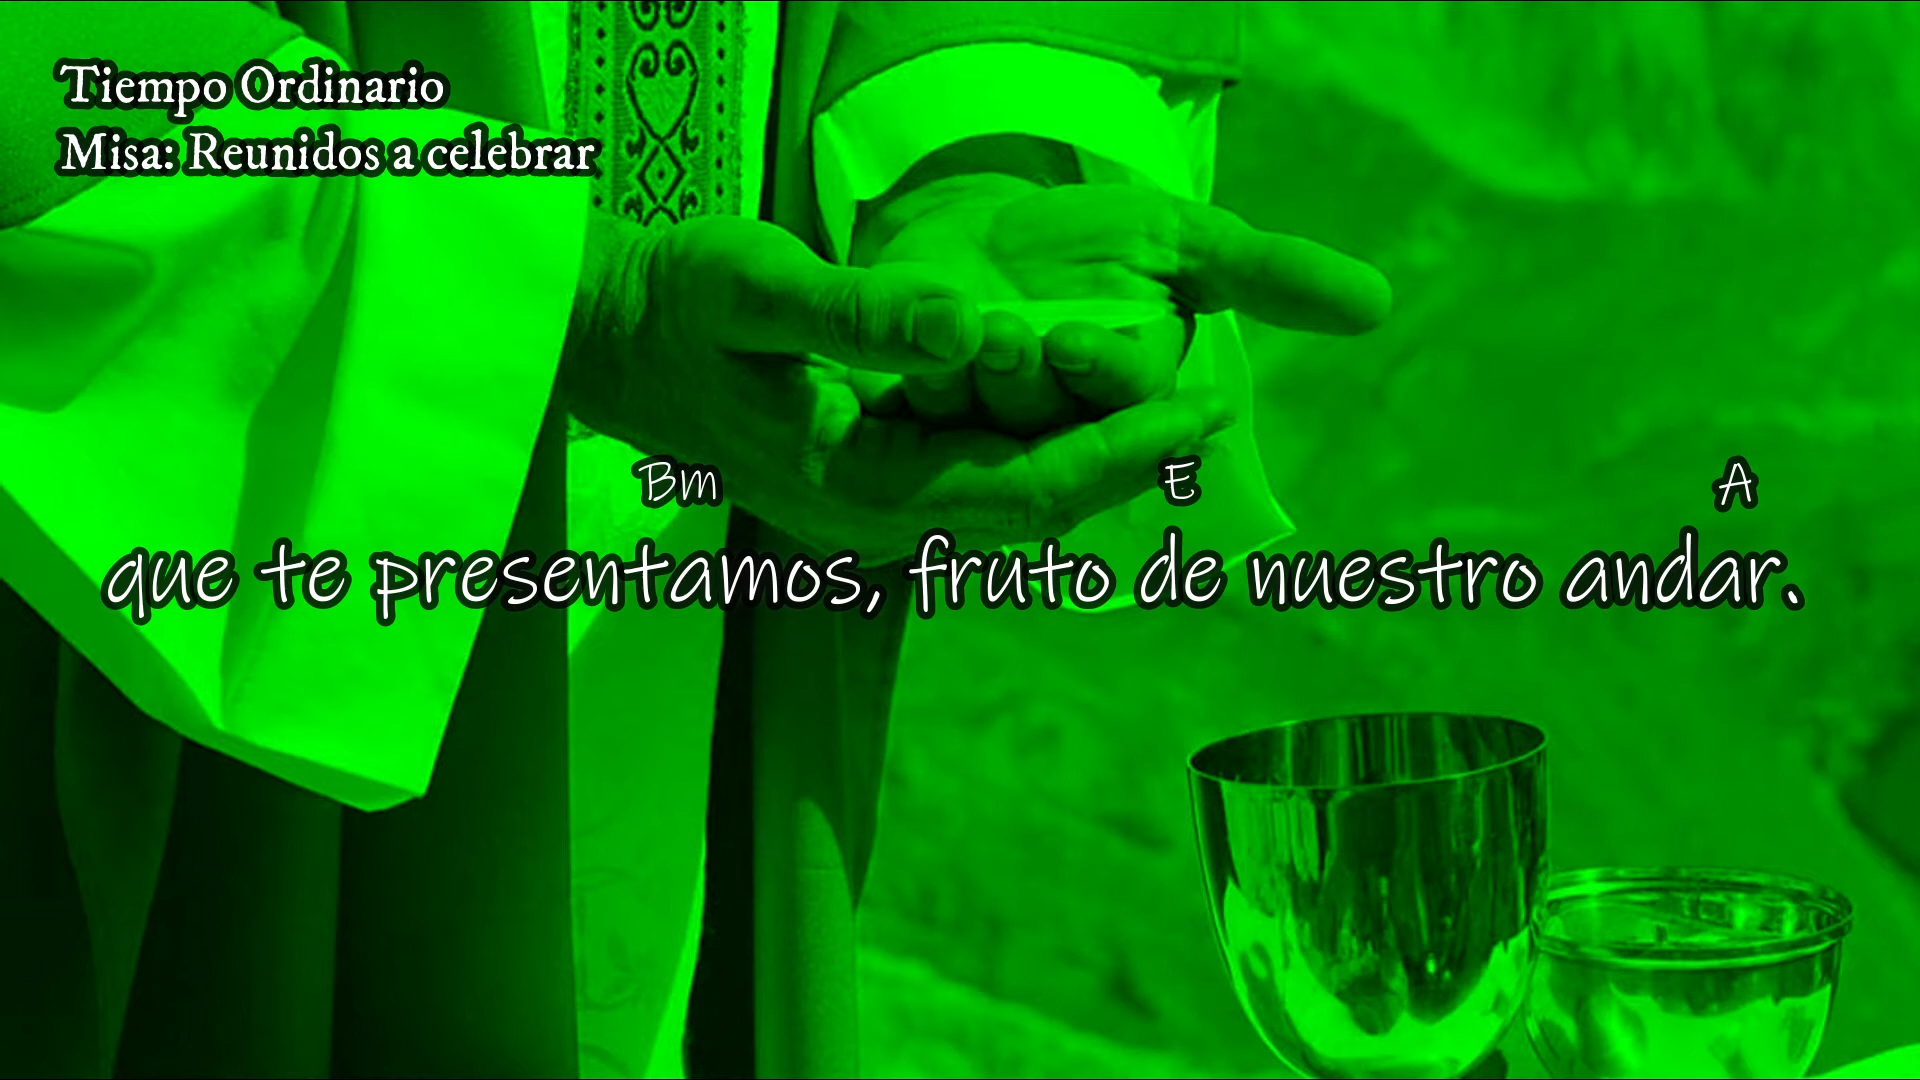 Tiempo Ordinario
Misa: Reunidos a celebrar
Bm E A
que te presentamos, fruto de nuestro andar.